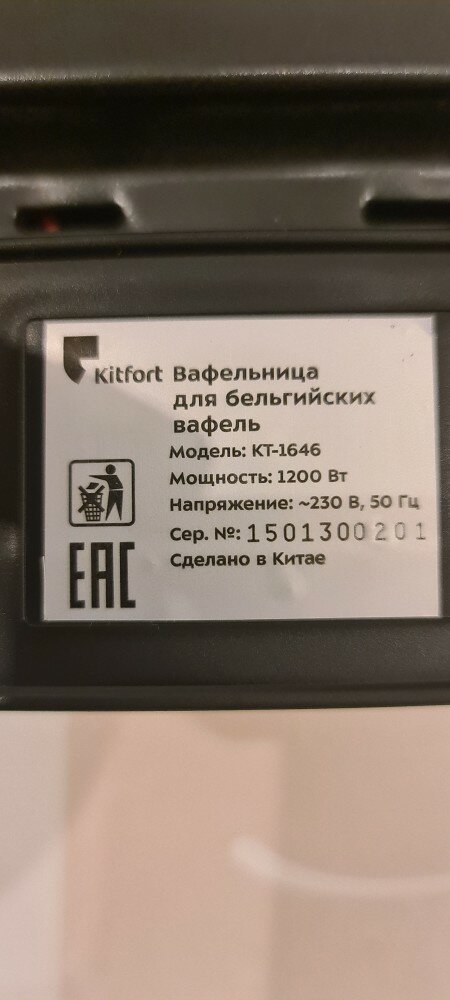 Kitfort Вафельница
для бельгийских
вафель
Модель: КТ-1646
Мощность: 1200 Вт
Напряжение: ~230 В, 50 Гц
Сер. №: 1501300201
Сделано в Китае
EAC